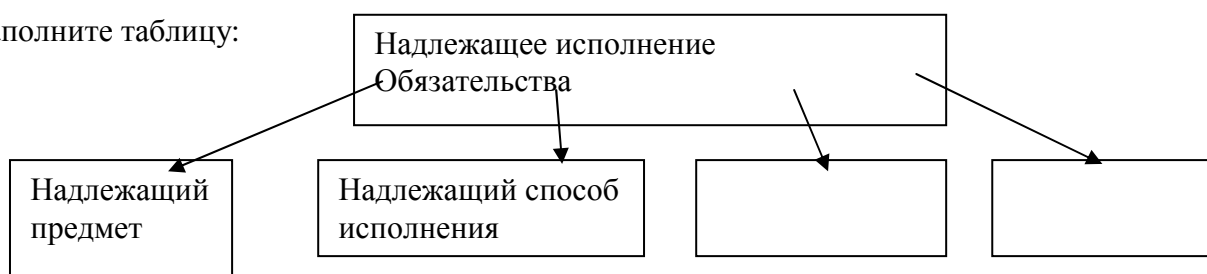 полните таблицу:
Надлежащее исполнение
Обязательства
Надлежащий
предмет
Надлежащий способ
исполнения